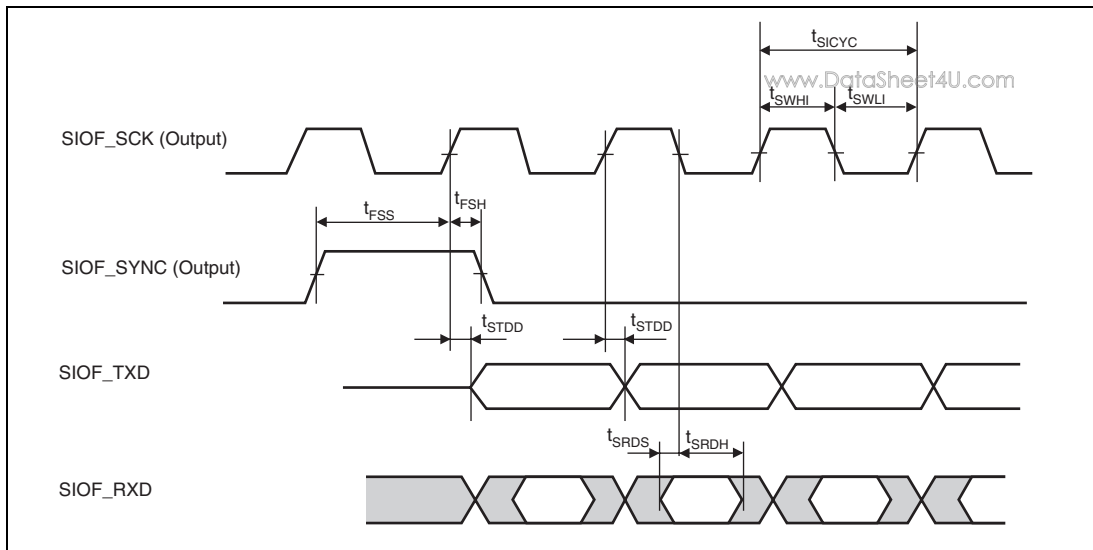 tSICYC
www.DataSheet4U.com
tSWHI tSWLI
SIOF_SCK (Output)
tFSS tFSH
SIOF_SYNC (Output)
tSTDD tSTDD
SIOF_TXD
tSRDS tSRDH
SIOF_RXD